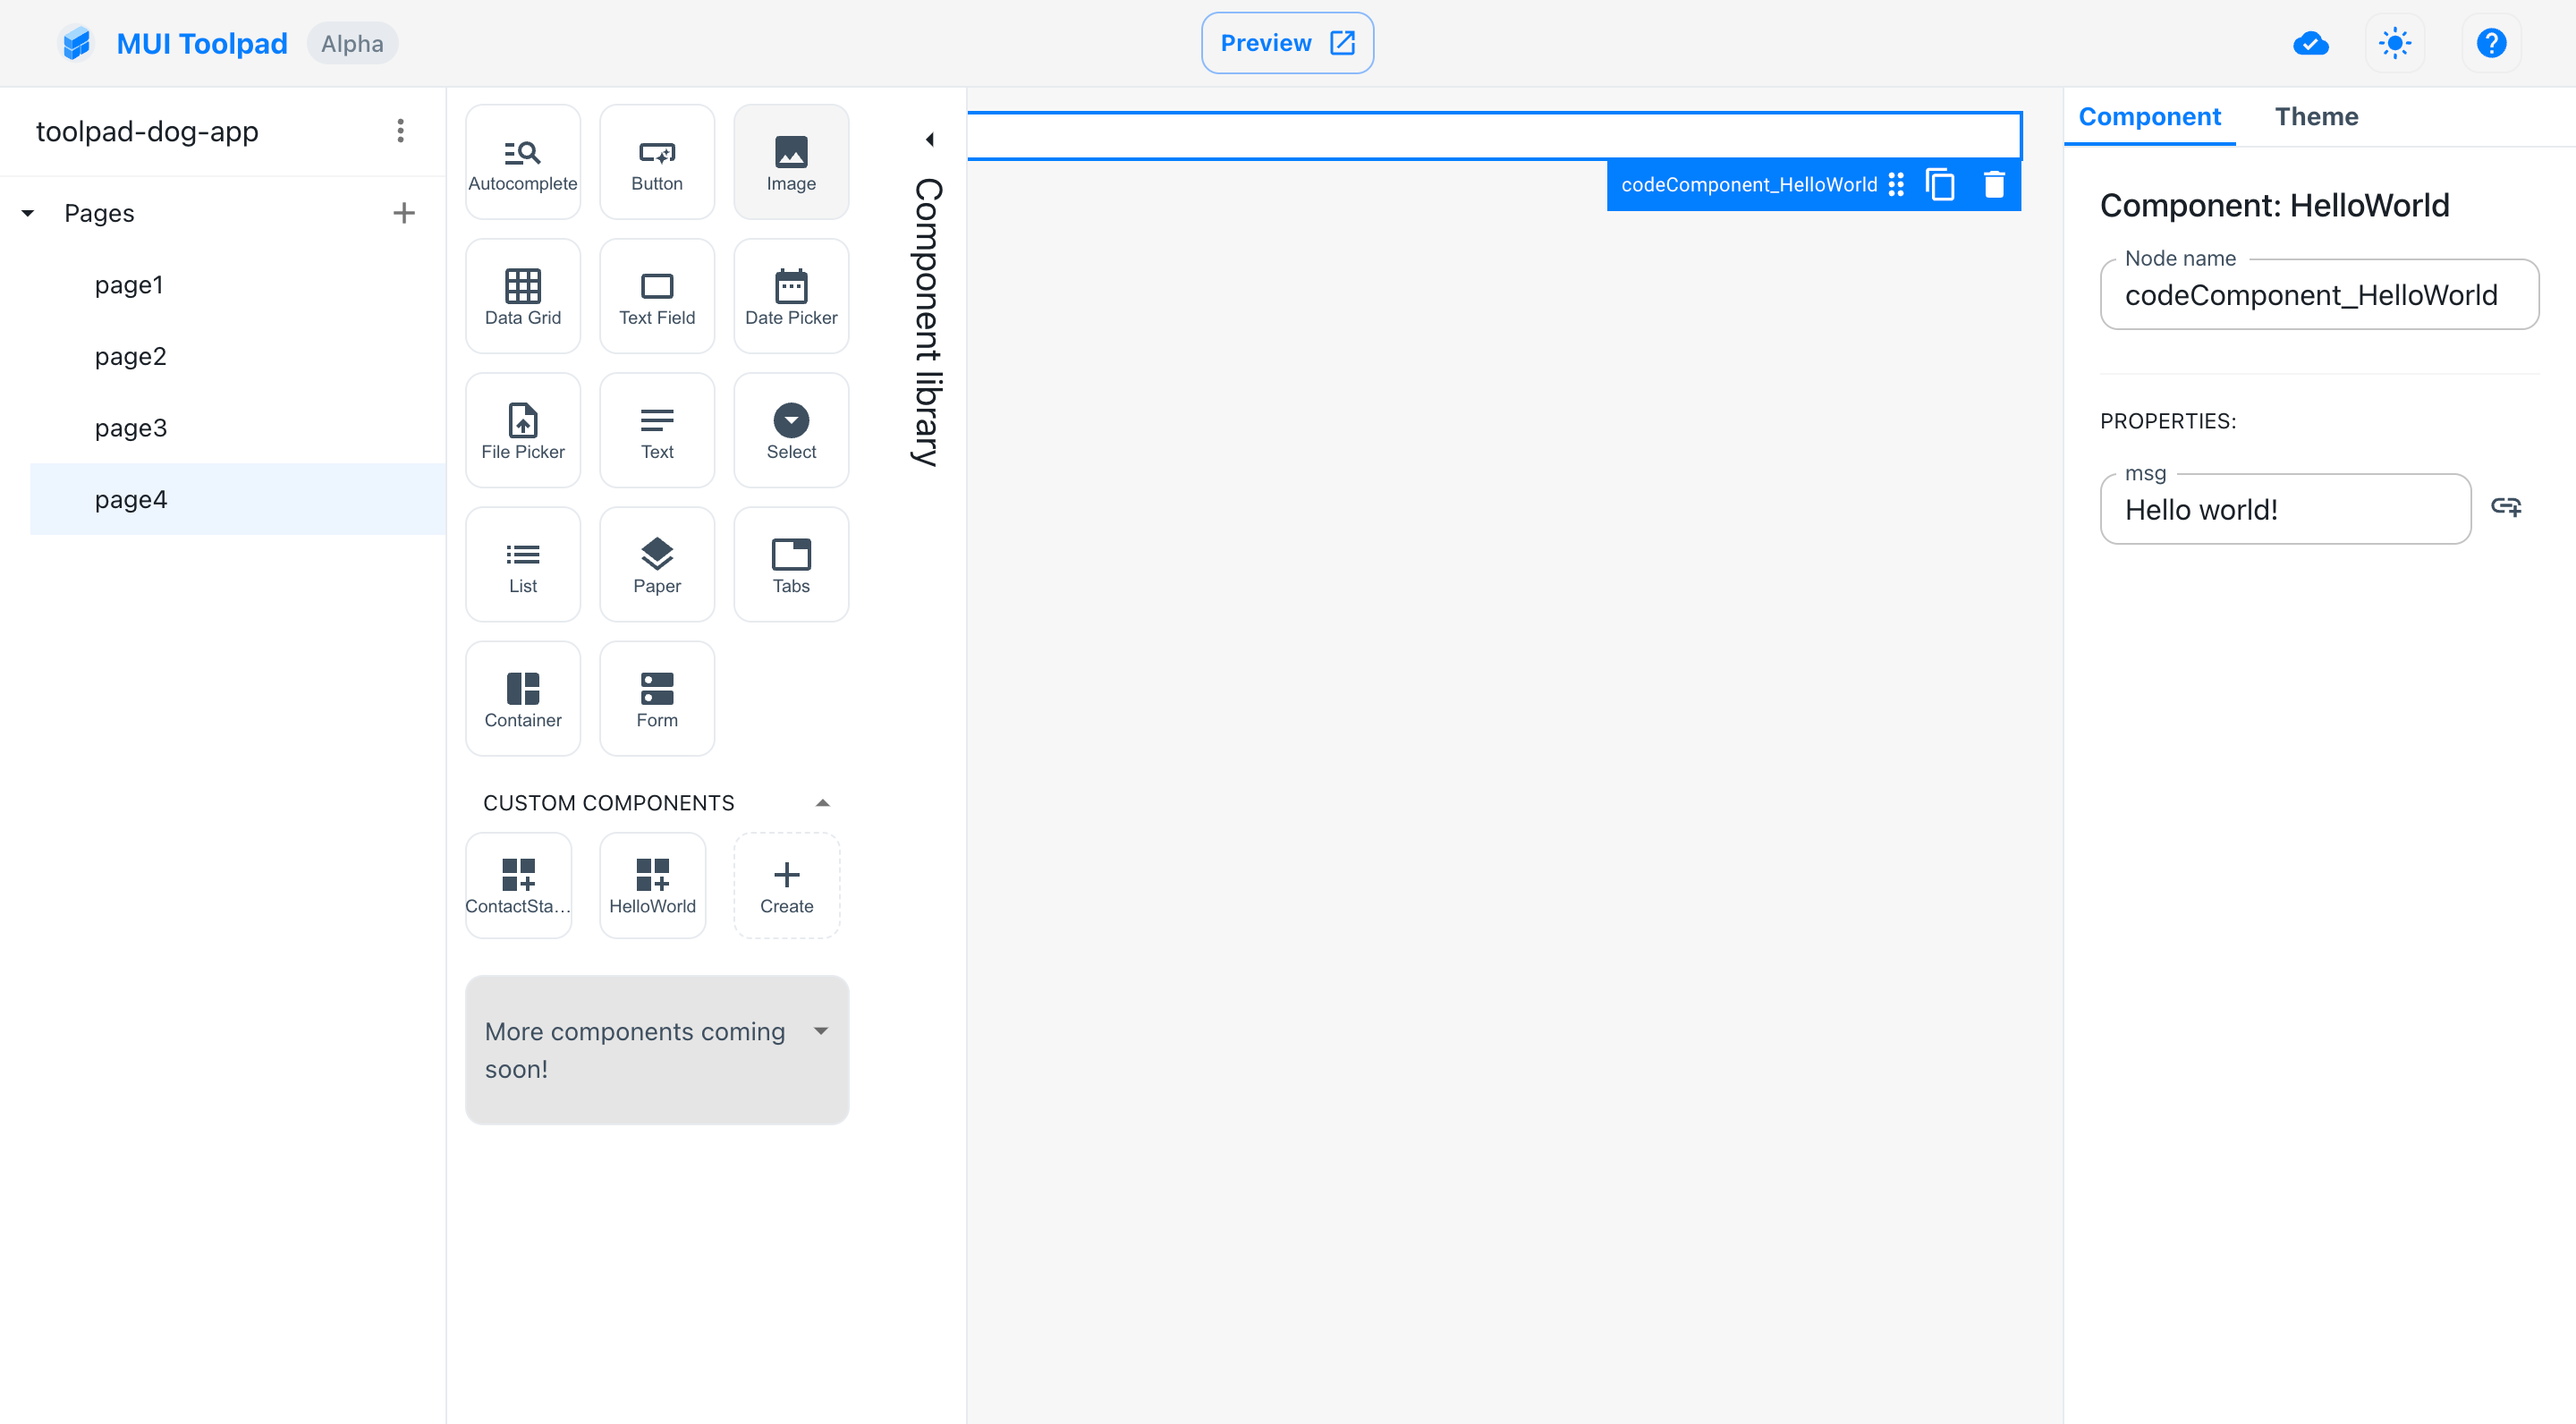 MUI Toolpad Alpha
Preview
toolpad-dog-app
Pages
page1
page2
page3
page4
Autocomplete
Button
Image
Data Grid
Text Field
Date Picker
File Picker
Text
Select
List
Paper
Tabs
Container
Form
CUSTOM COMPONENTS
ContactSta...
HelloWorld
Create
More components coming
soon!
Component library
codeComponent_HelloWorld
Component
Theme
Component: HelloWorld
Node name
codeComponent_HelloWorld
PROPERTIES:
msg
Hello world!